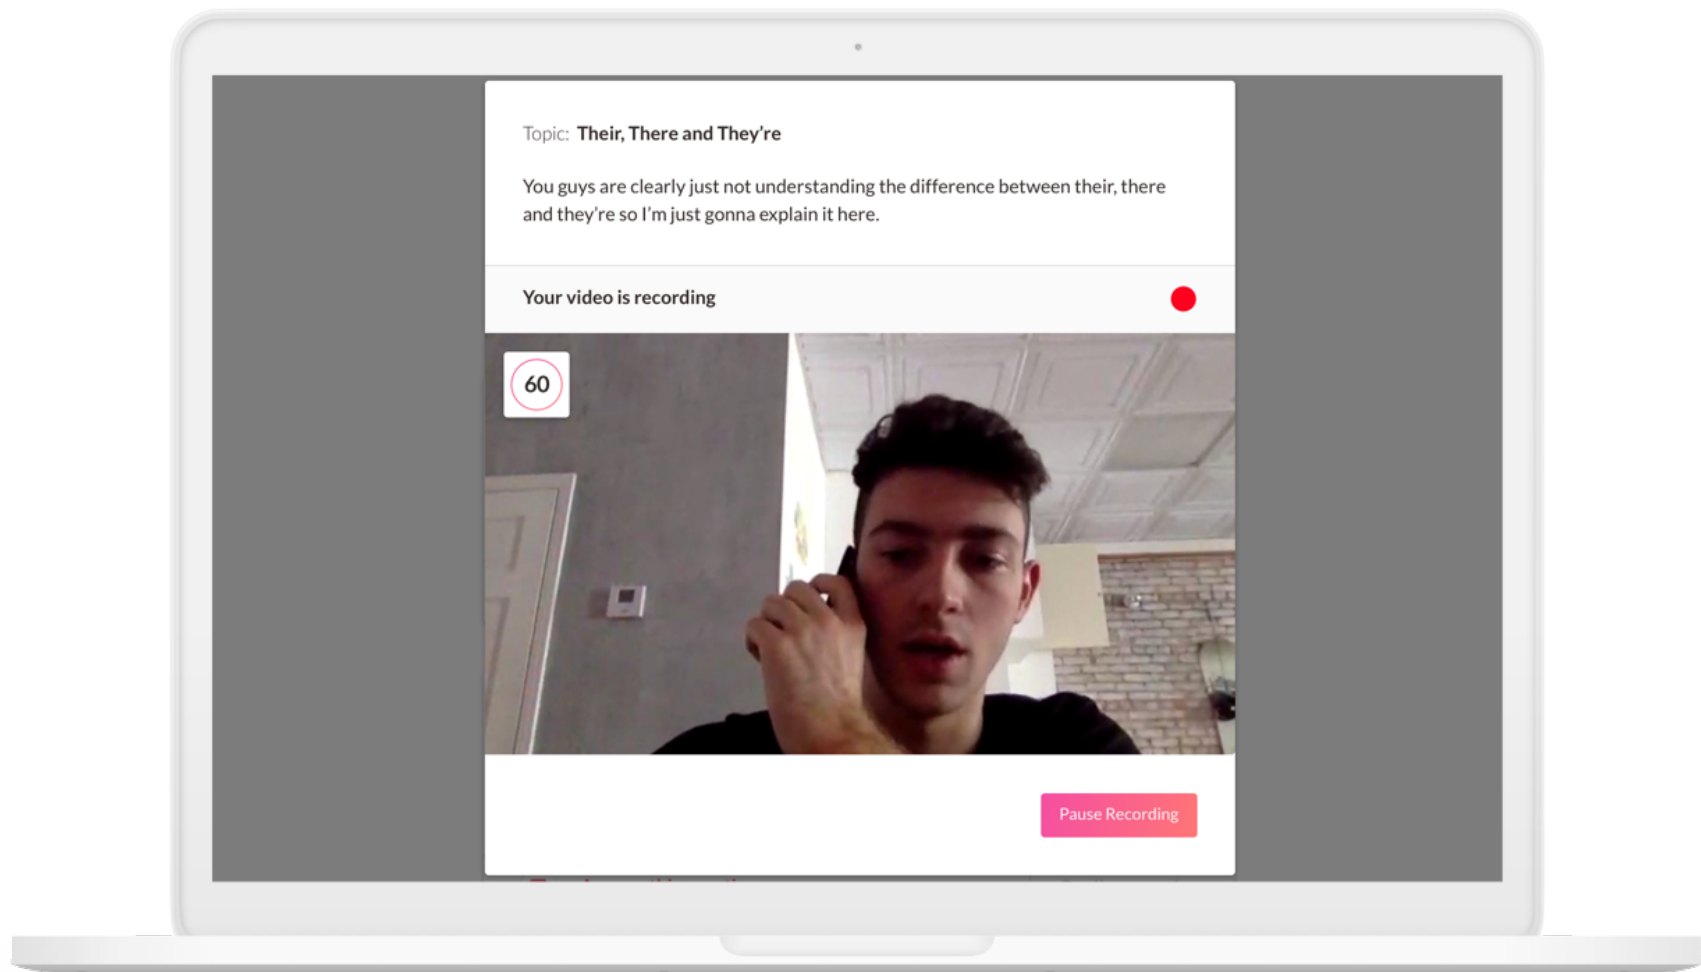 Topic: Their, There and They're
You guys are clearly just not understanding the difference between their, there
and they're so I'm just gonna explain it here.
Your video is recording
60
Pause Recording